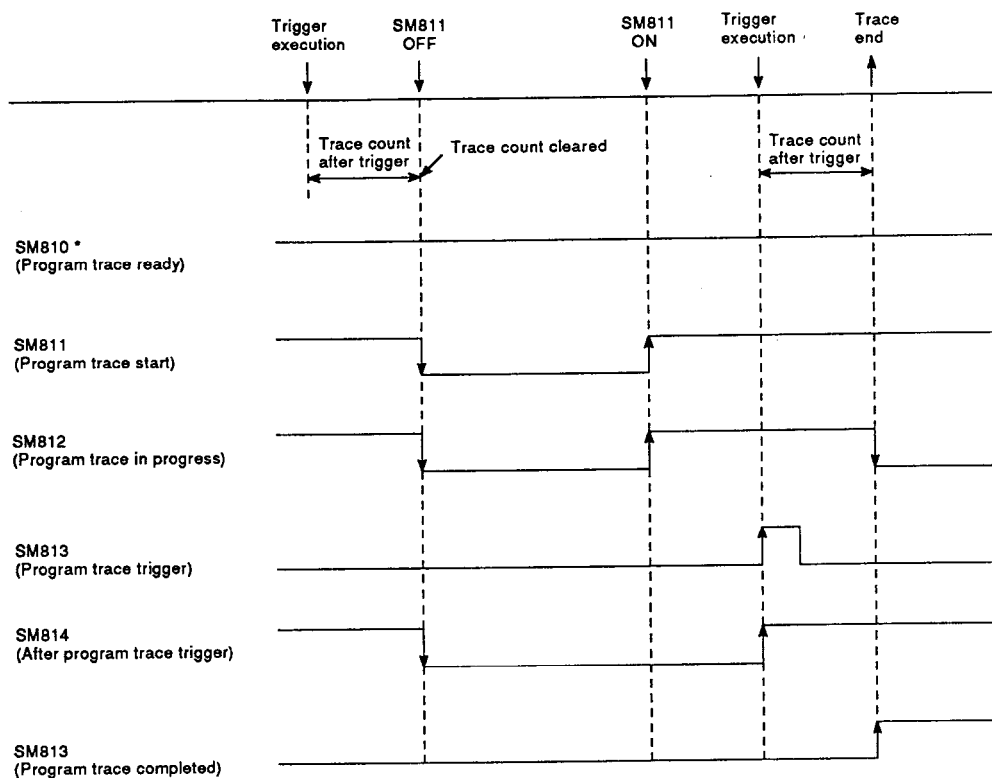 Trigger
execution
SM811
OFF
SM811
ON
Trigger
execution
Trace
end
Trace count
after trigger
Trace count cleared
Trace count
after trigger
SM810 *
(Program trace ready)
SM811
(Program trace start)
SM812
(Program trace in progress)
SM813
(Program trace trigger)
SM814
(After program trace trigger)
SM813
(Program trace completed)